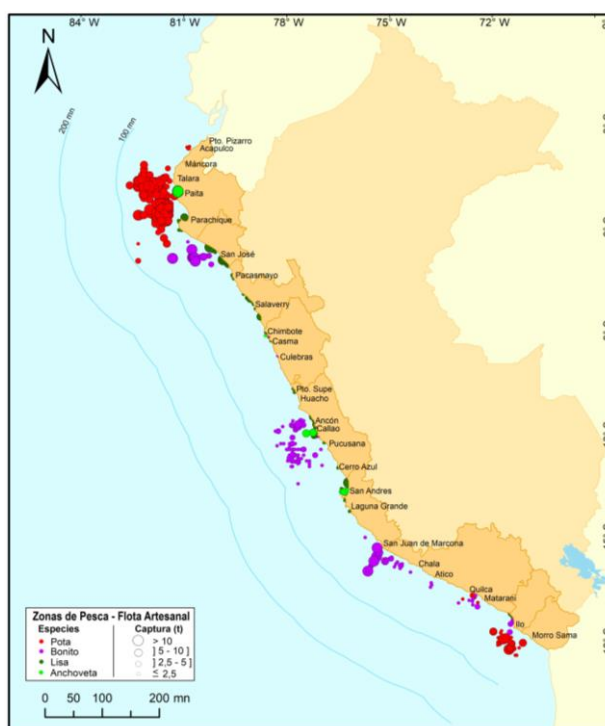 84° W 81°W 78°W 75°W 72°W
N
200 mn
100 mn
Pto. Pizarro
Acapulco
Máncora
Talara
Paita
Parachique
San José
Pacasmayo
Salaverry
Chimbote
Casma
Culebras
Pto. Supe
Huacho
Ancón
Callao
Pucusana
Cerro Azul
San Andres
Laguna Grande
San Juan de Marcona
Chala
Atico
Quilca
Matarani
Ilo
Morro Sama
Zonas de Pesca - Flota Artesanal
Especies Captura (t)
Pota > 10
Bonito ] 5 - 10 ]
Lisa ] 2,5 - 5 ]
Anchoveta ≤ 2,5
0 50 100 200 mn